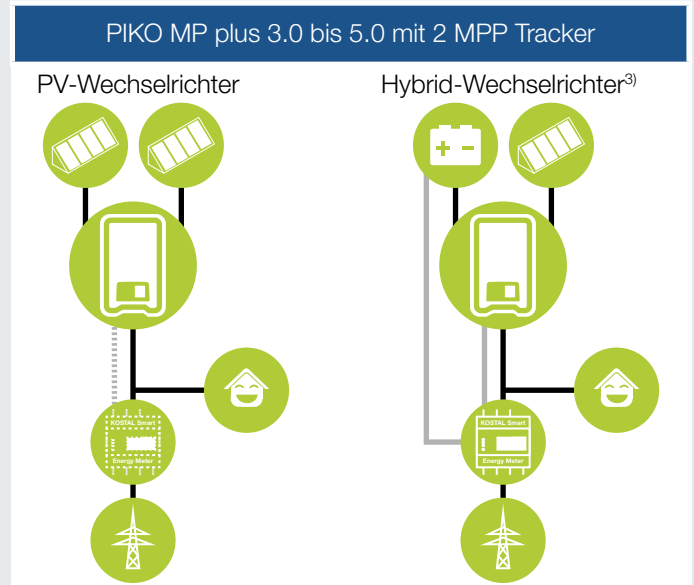 PIKO MP plus 3.0 bis 5.0 mit 2 MPP Tracker
PV-Wechselrichter
Hybrid-Wechselrichter³⁾
+ -
KOSTAL Smart
Energy Meter
KOSTAL Smart
Energy Meter